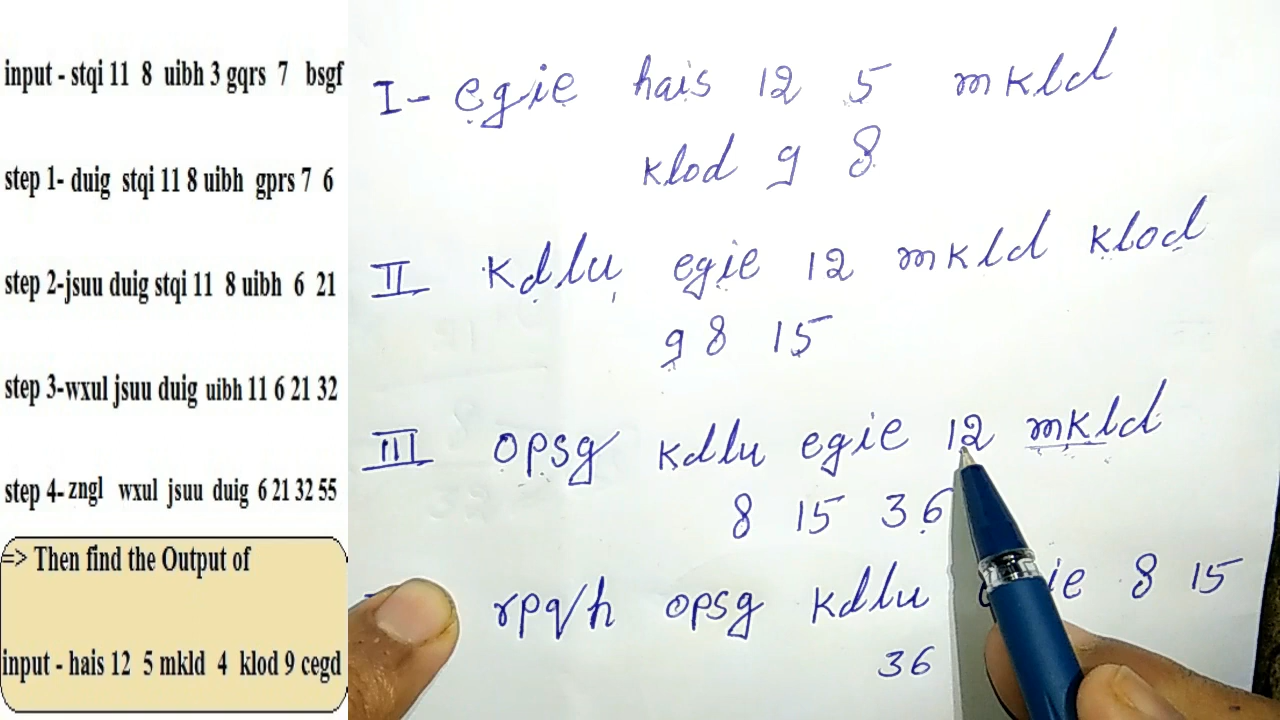 input - stqi 11 8 uibh 3 gqrs 7 bsgf
step 1- duig stqi 11 8 uibh gprs 7 6
step 2-jsuu duig stqi 11 8 uibh 6 21
step 3-wxul jsuu duig uibh 11 6 21 32
step 4- zngl wxul jsuu duig 6 21 32 55
=> Then find the Output of
input - hais 12 5 mkld 4 klod 9 cegd
I- egie hais 12 5 mkld
klod 9 8
II kdlu egie 12 mkld klod
9 8 15
III opsg kdlu egie 12 mkld
8 15 36
rpqh opsg kdlu 8 15
36